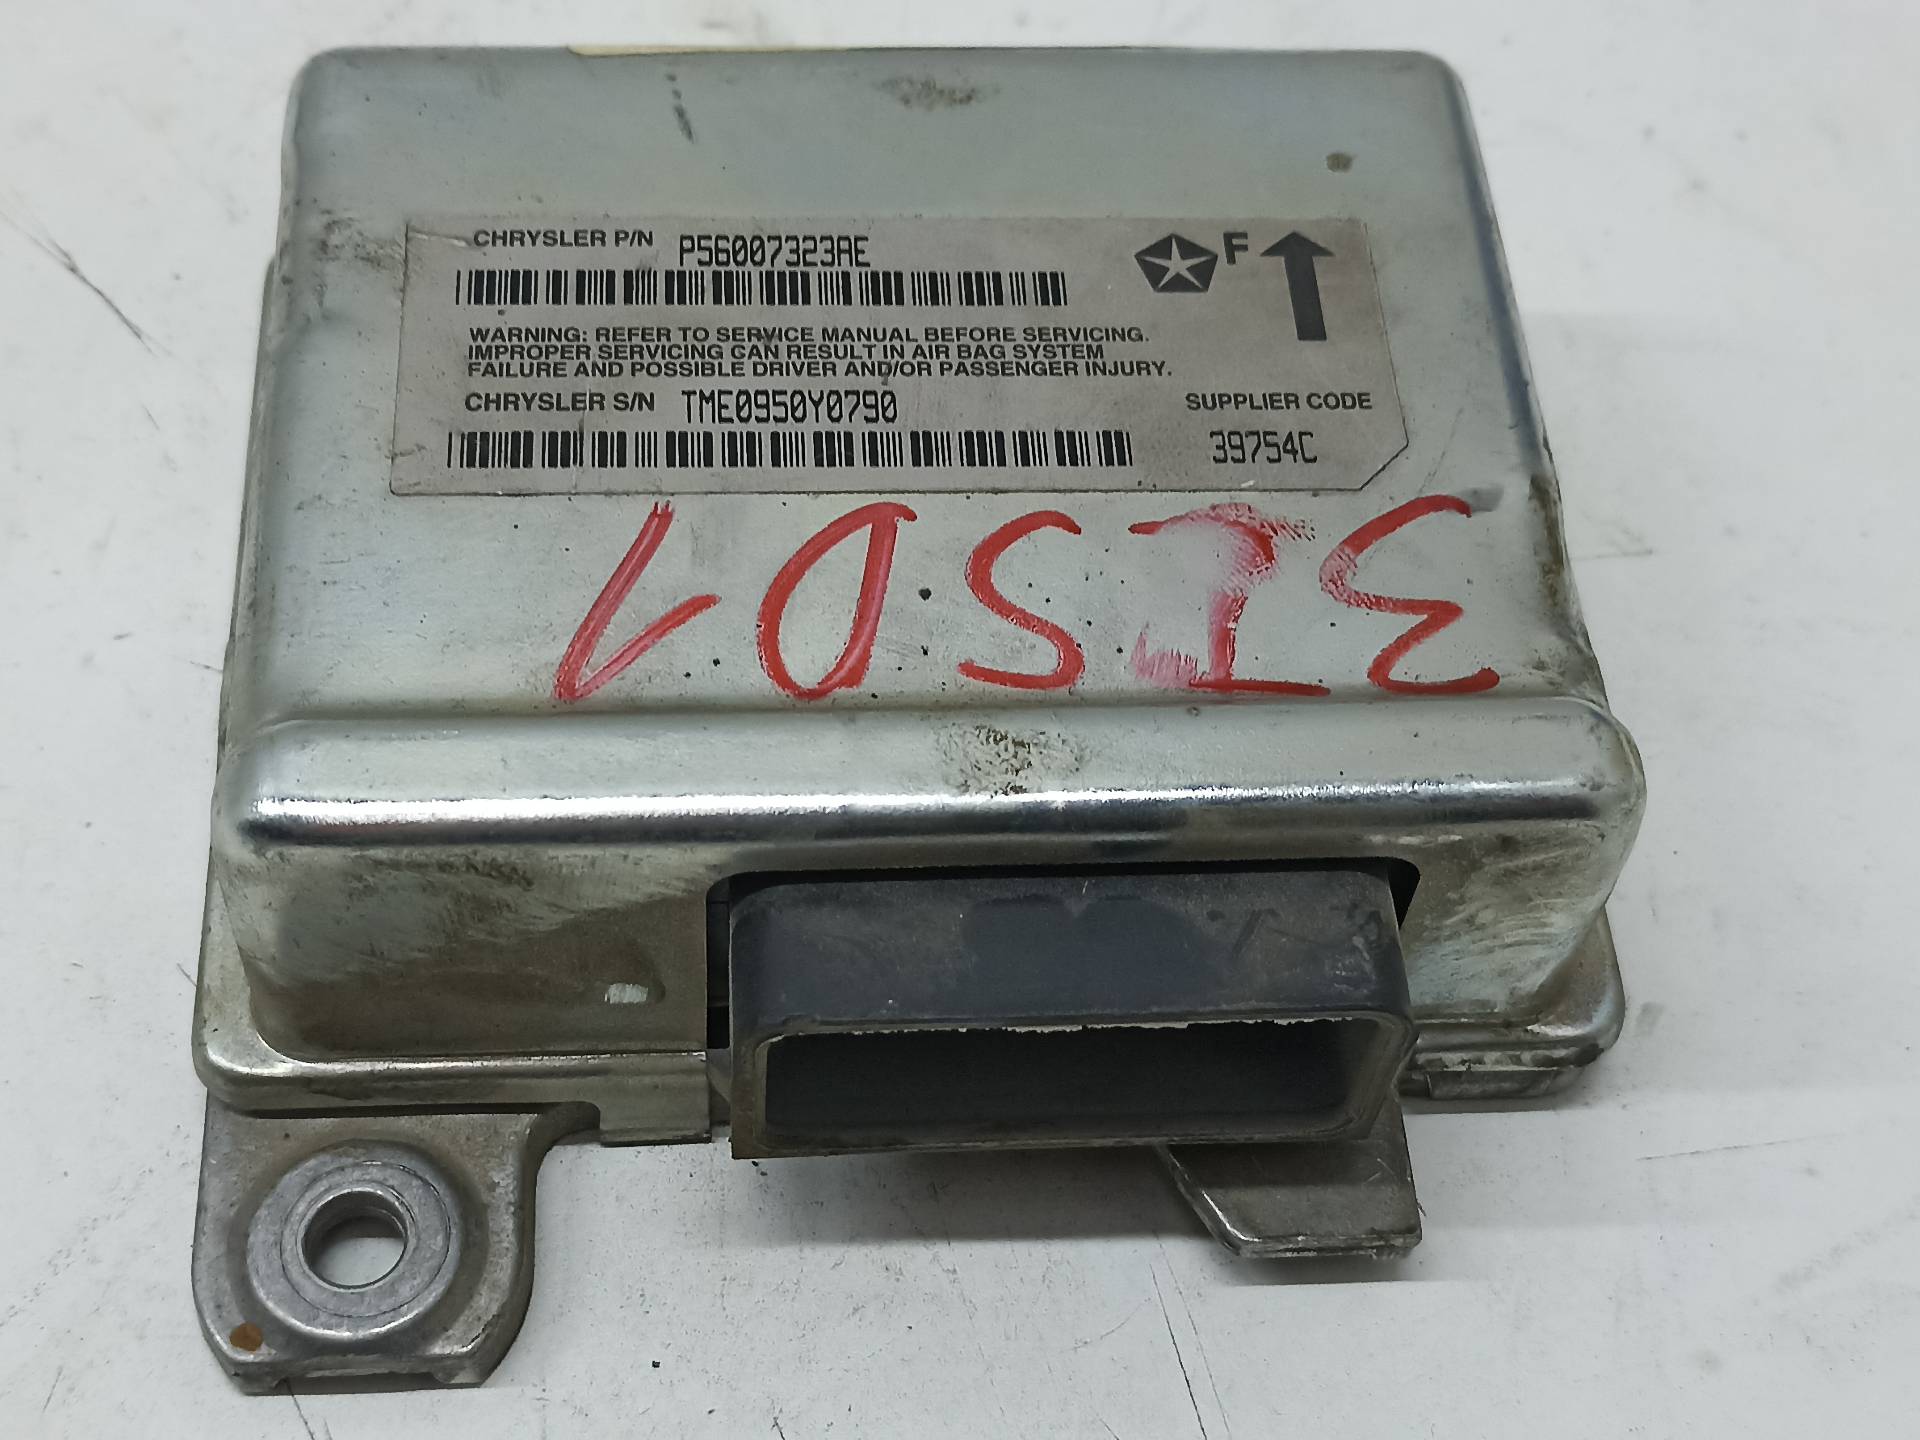 CHRYSLER P/N P56007323AE
F
WARNING: REFER TO SERVICE MANUAL BEFORE SERVICING.
IMPROPER SERVICING CAN RESULT IN AIR BAG SYSTEM
FAILURE AND POSSIBLE DRIVER AND/OR PASSENGER INJURY.
CHRYSLER S/N TME0950Y0790
SUPPLIER CODE
39754C
31501